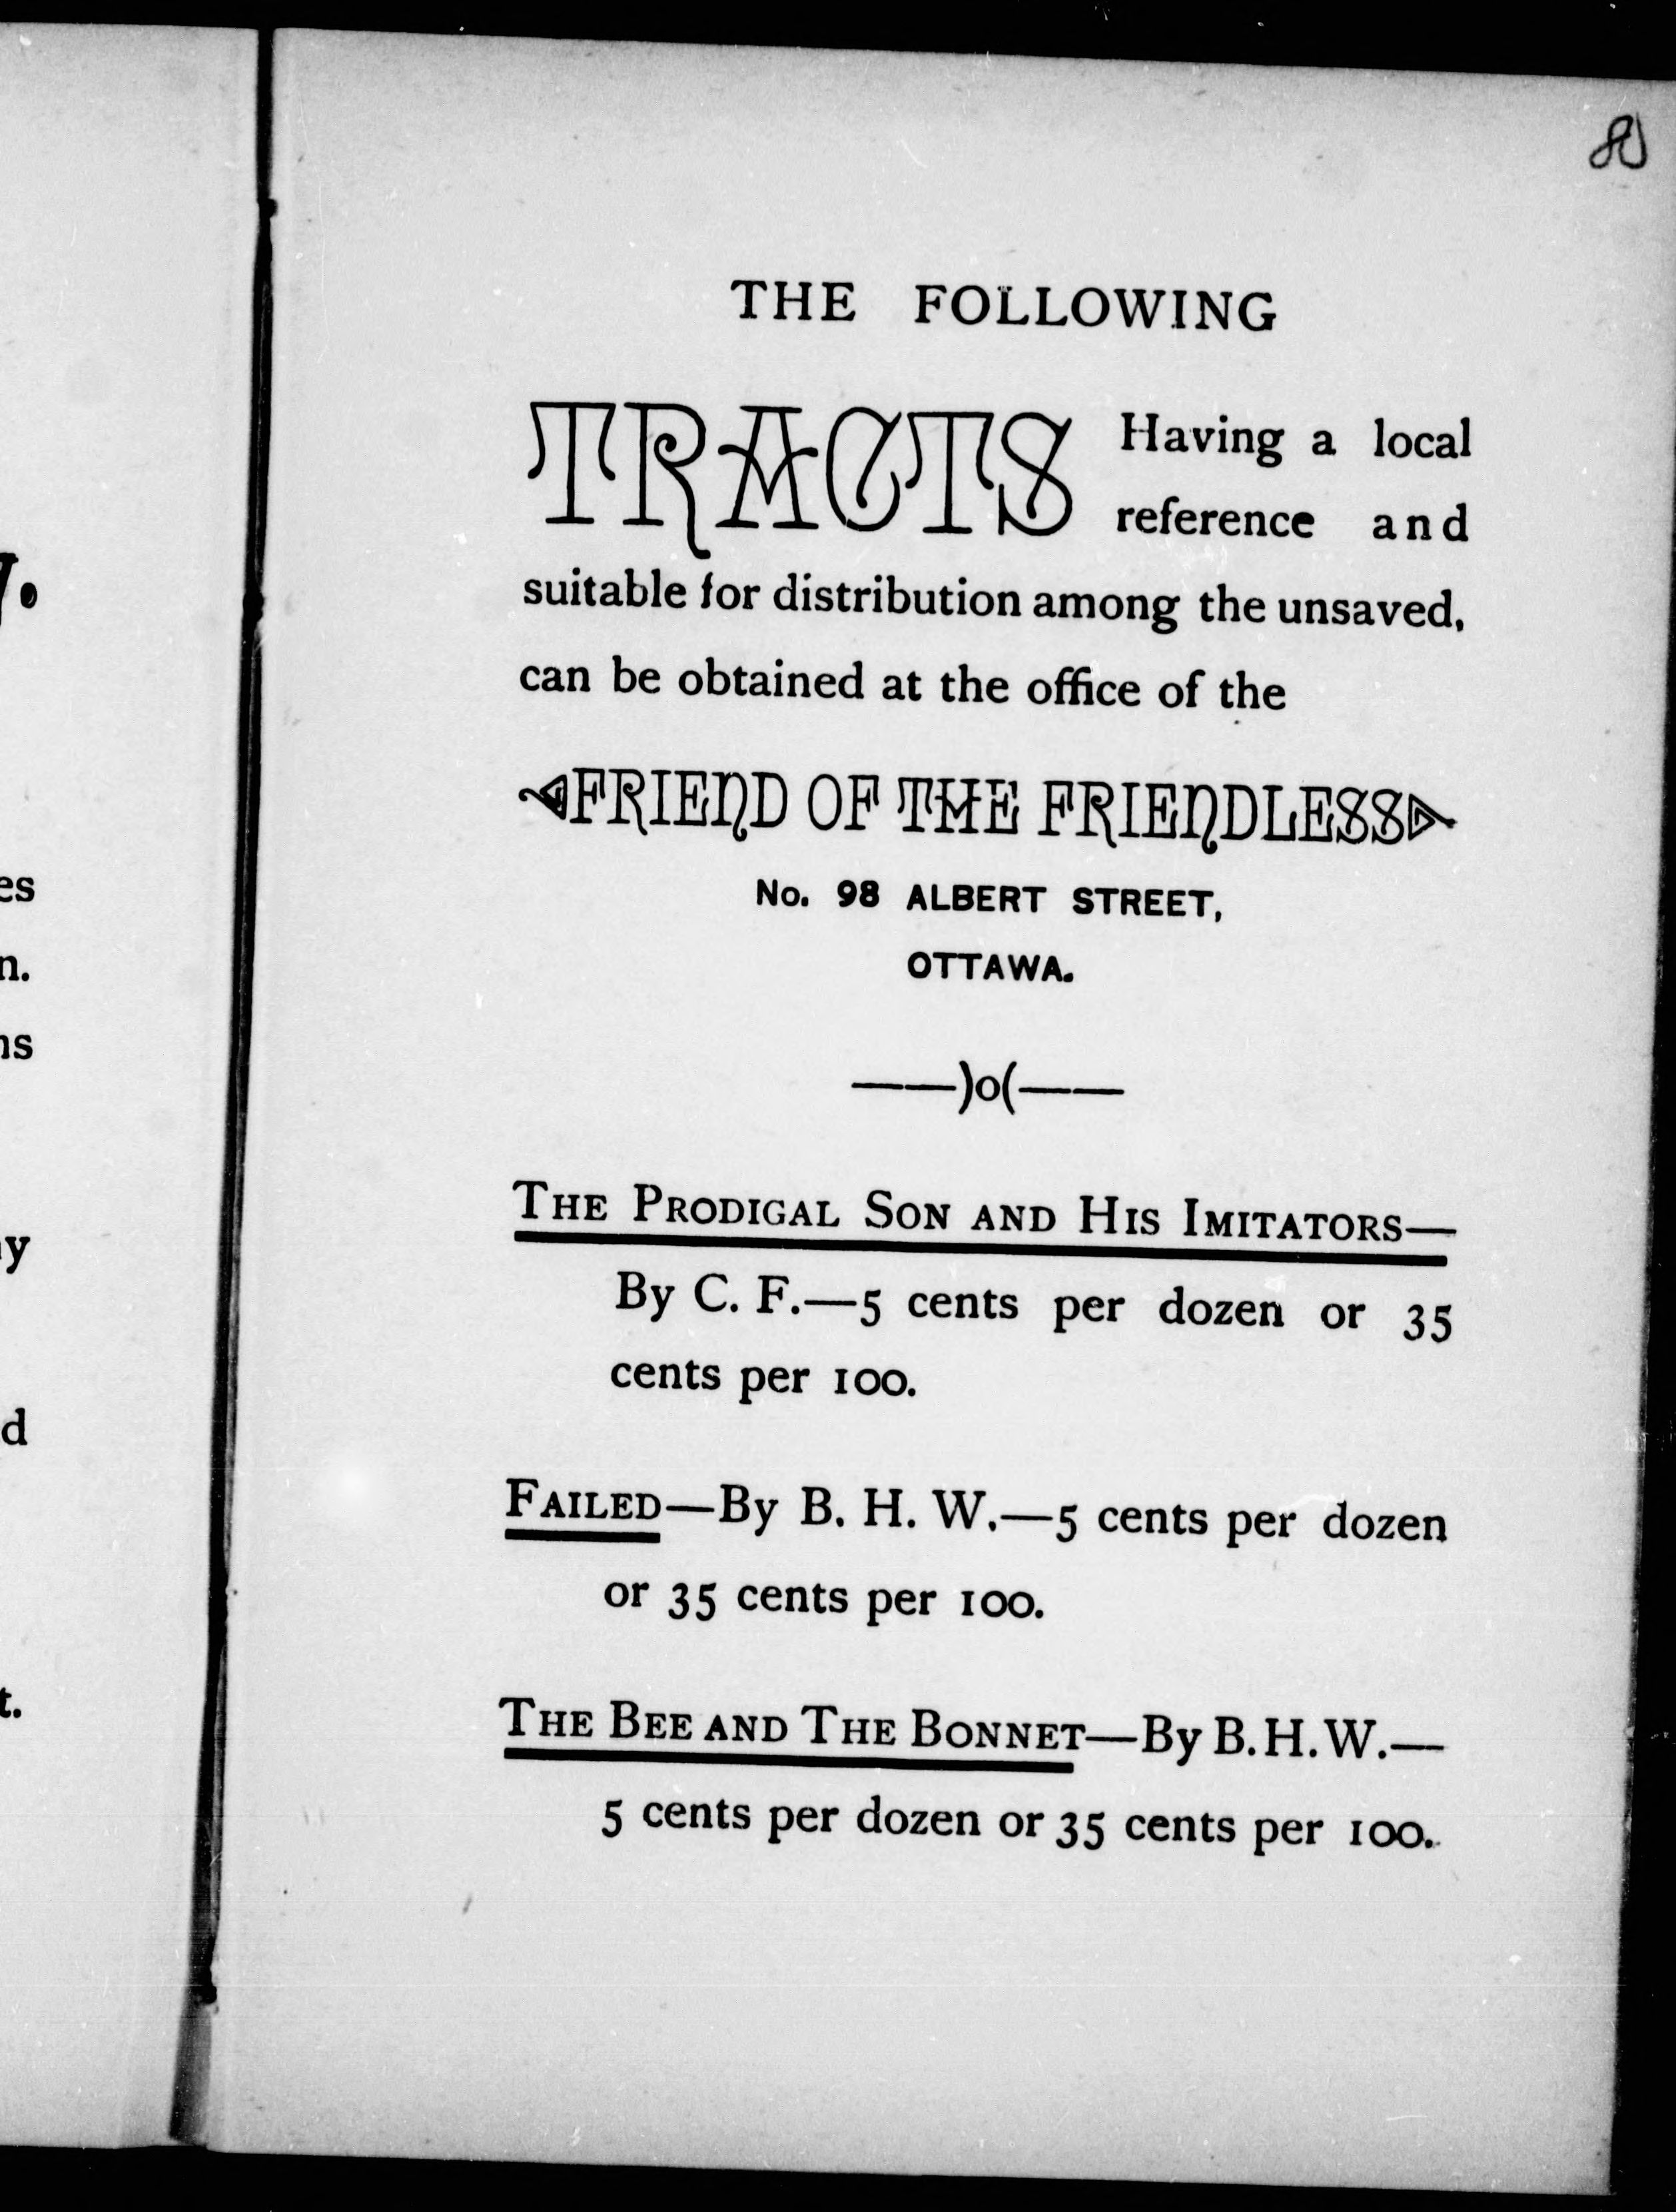 THE FOLLOWING
TRACTS Having a local
reference and
suitable for distribution among the unsaved,
can be obtained at the office of the
FRIEND OF THE FRIENDLESS
No. 98 ALBERT STREET,
OTTAWA.
——)o(——
THE PRODIGAL SON AND HIS IMITATORS—
By C. F.—5 cents per dozen or 35
cents per 100.
FAILED—By B. H. W.—5 cents per dozen
or 35 cents per 100.
THE BEE AND THE BONNET—By B. H. W.—
5 cents per dozen or 35 cents per 100.